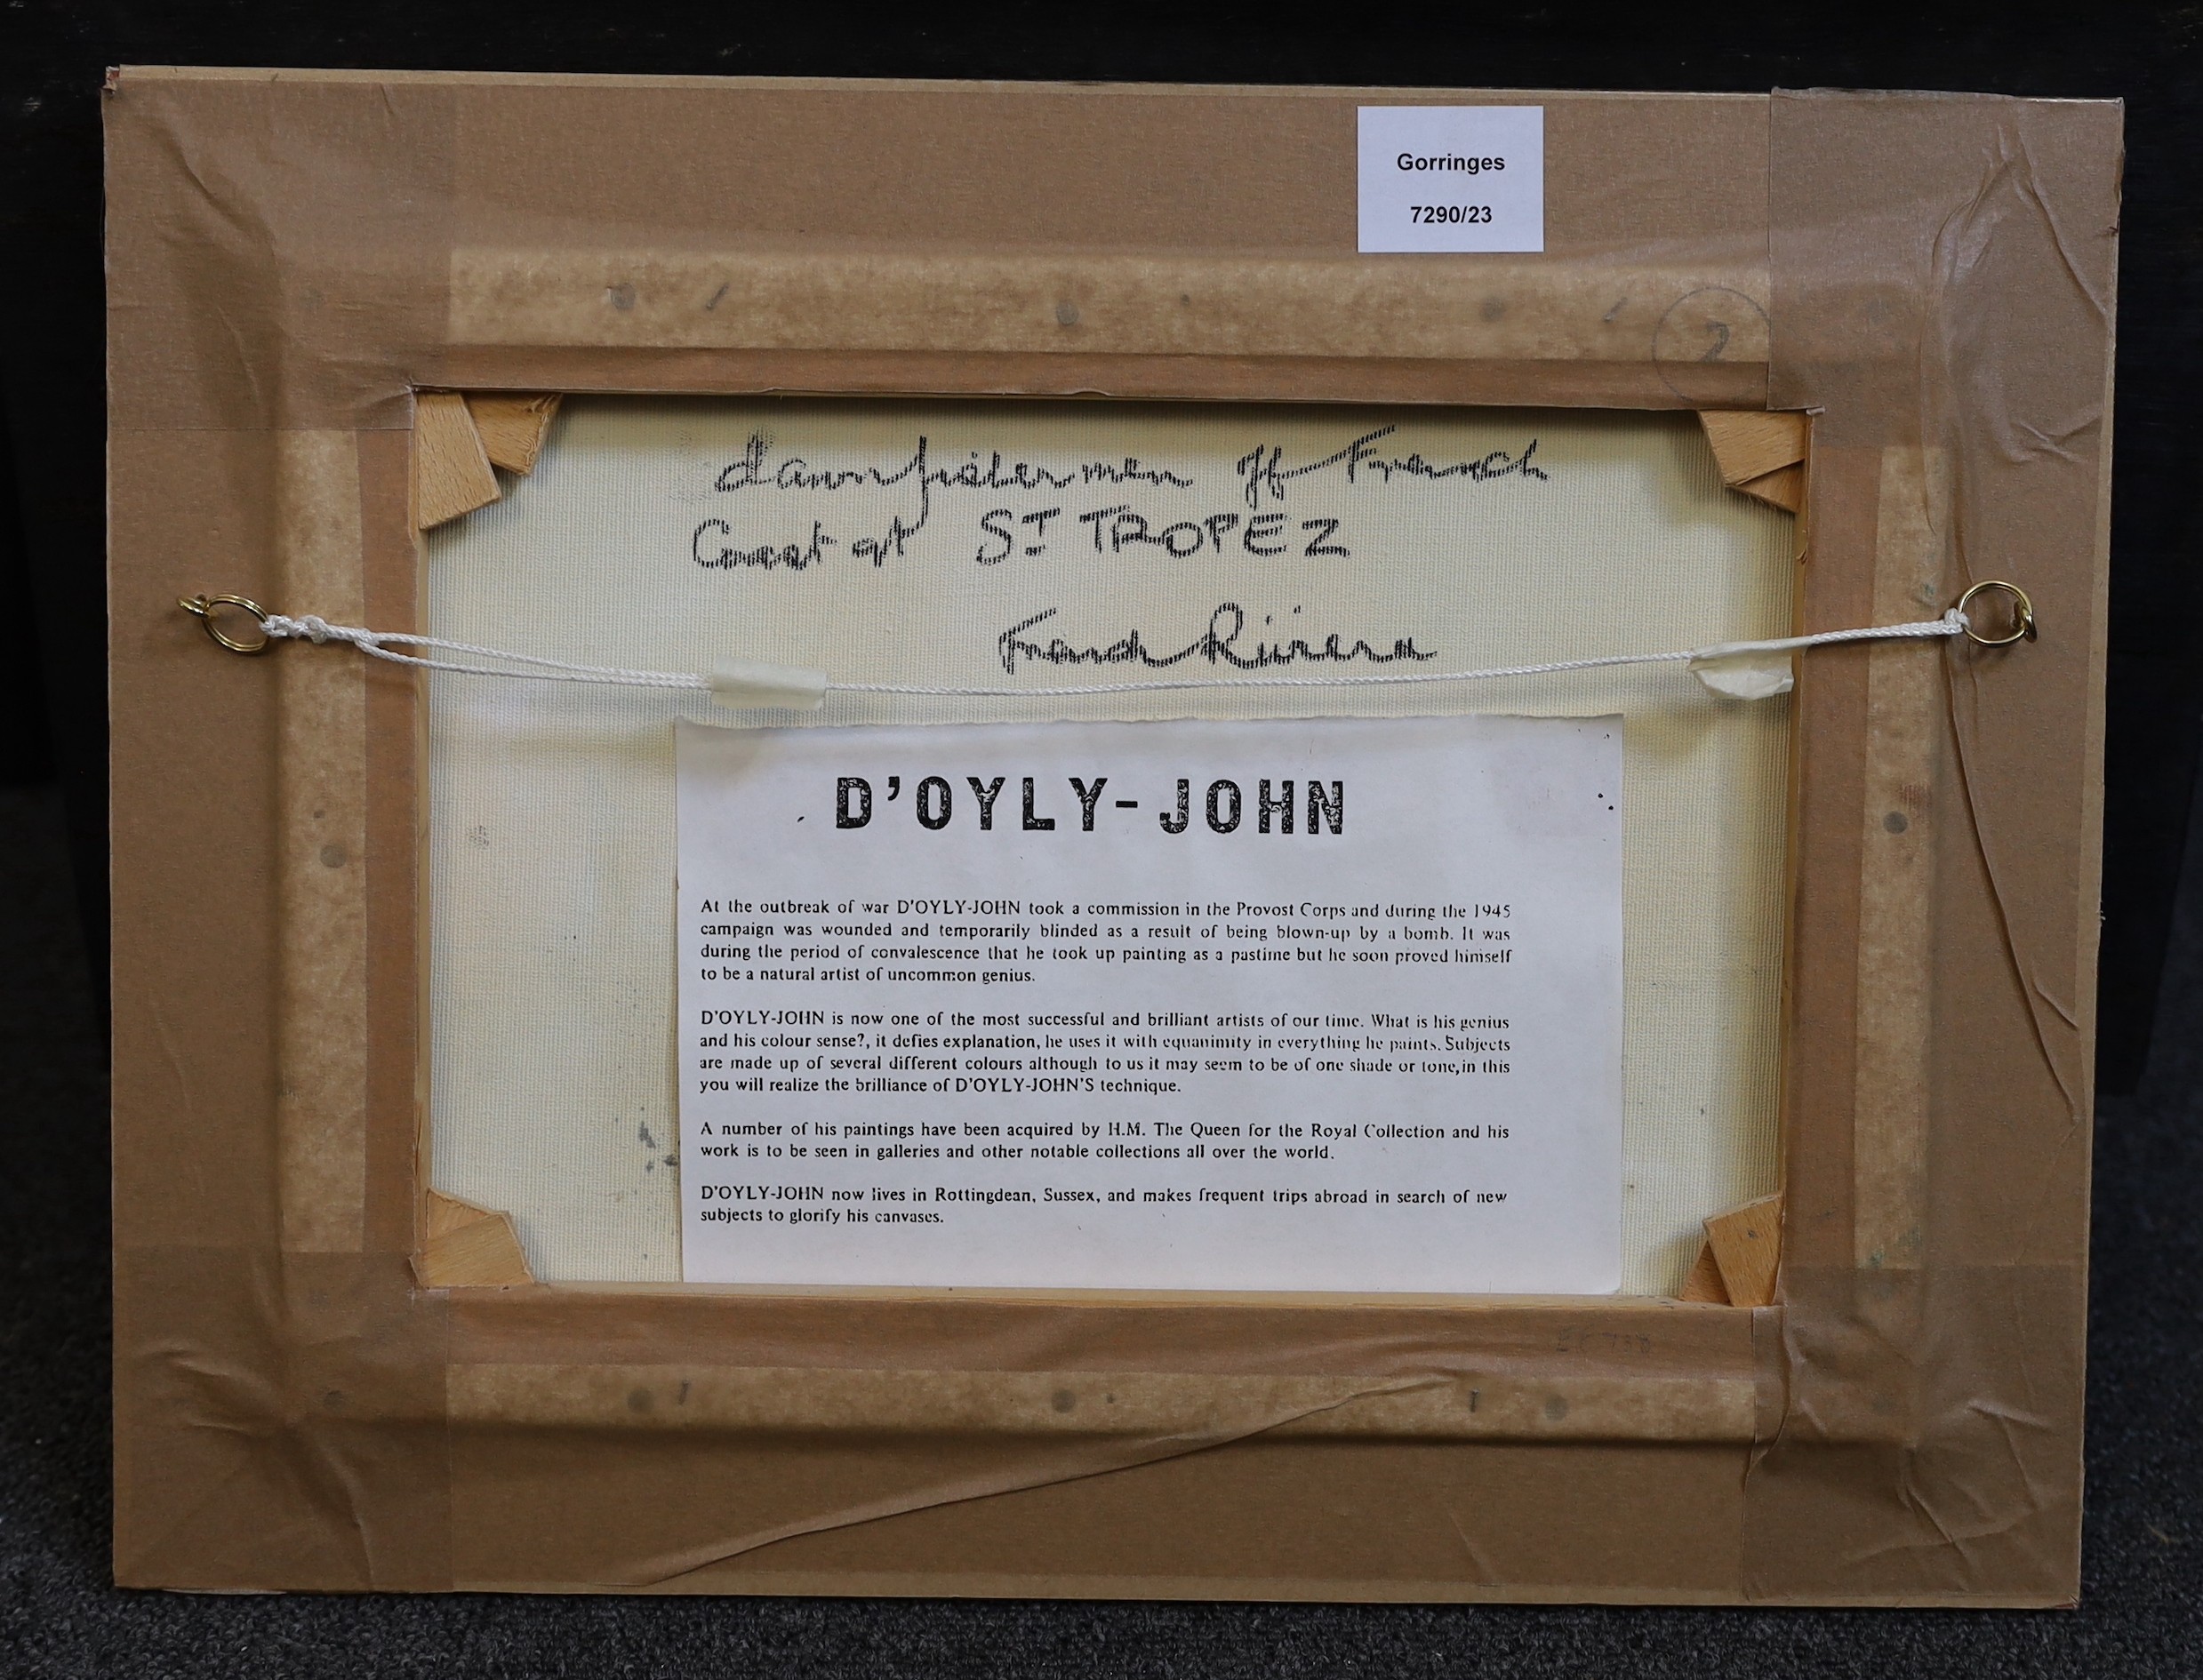 Gorringes
7290/23
2
dawn fishermen off French
Coast at ST TROPEZ
French Riviera
D'OYLY-JOHN
At the outbreak of war D'OYLY-JOHN took a commission in the Provost Corps and during the 1945
campaign was wounded and temporarily blinded as a result of being blown-up by a bomb. It was
during the period of convalescence that he took up painting as a pastime but he soon proved himself
to be a natural artist of uncommon genius.
D'OYLY-JOHN is now one of the most successful and brilliant artists of our time. What is his genius
and his colour sense?, it defies explanation, he uses it with equanimity in everything he paints. Subjects
are made up of several different colours although to us it may seem to be of one shade or tone,in this
you will realize the brilliance of D'OYLY-JOHN'S technique.
A number of his paintings have been acquired by H.M. The Queen for the Royal Collection and his
work is to be seen in galleries and other notable collections all over the world.
D'OYLY-JOHN now lives in Rottingdean, Sussex, and makes frequent trips abroad in search of new
subjects to glorify his canvases.